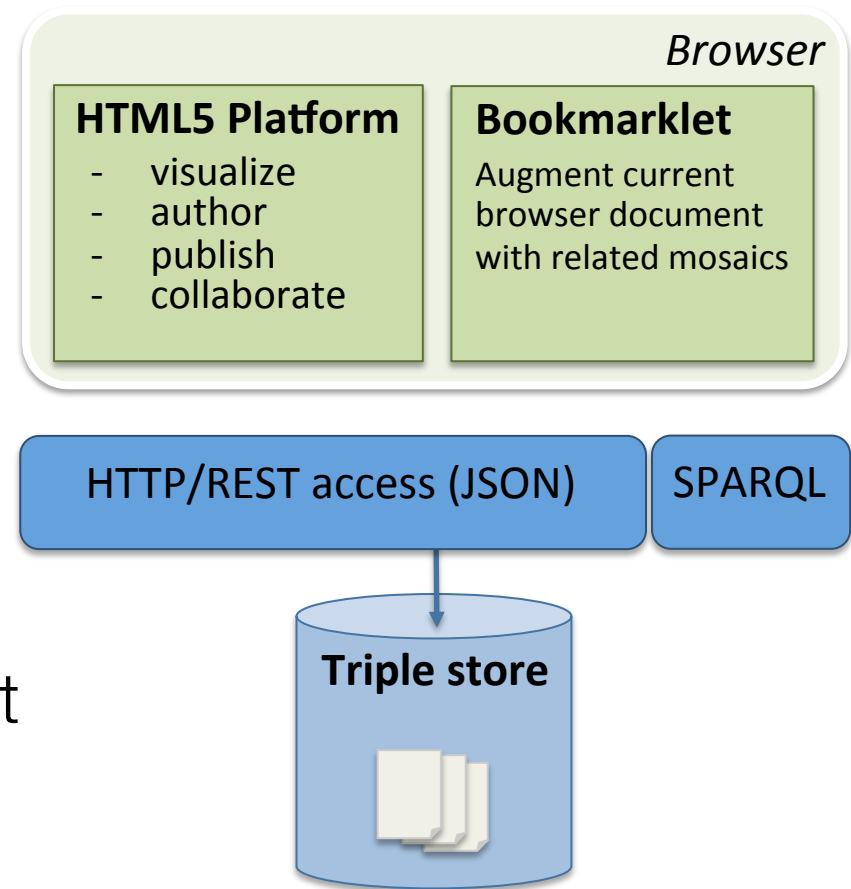 Browser
HTML5 Platform
- visualize
- author
- publish
- collaborate
Bookmarklet
Augment current
browser document
with related mosaics
HTTP/REST access (JSON)
SPARQL
Triple store
t